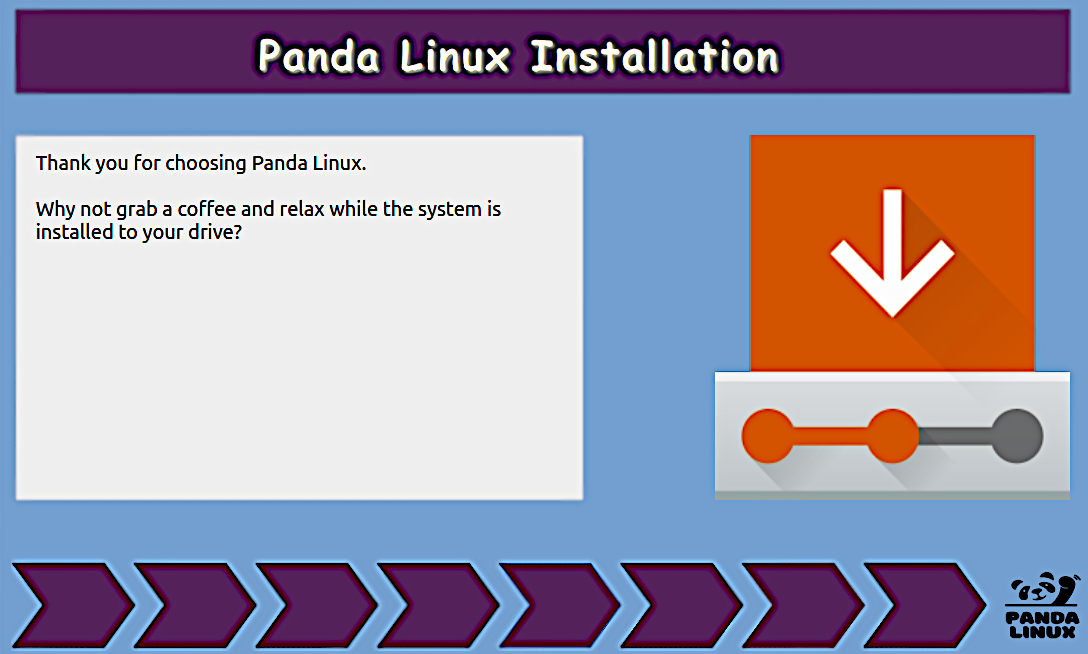 Panda Linux Installation
Thank you for choosing Panda Linux.
Why not grab a coffee and relax while the system is
installed to your drive?
PANDA
LINUX